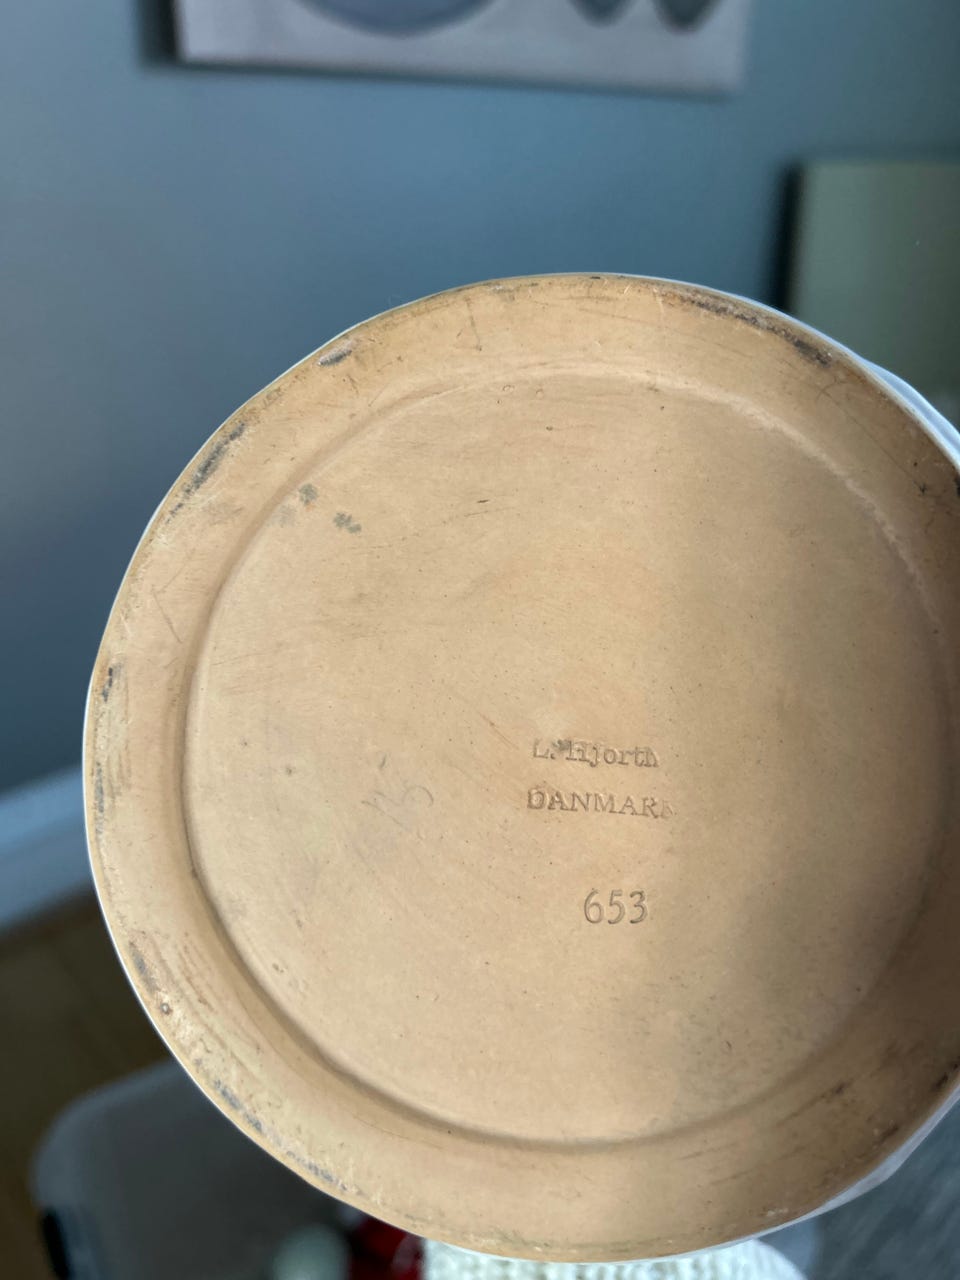 L. Hjorth
DANMARK
653